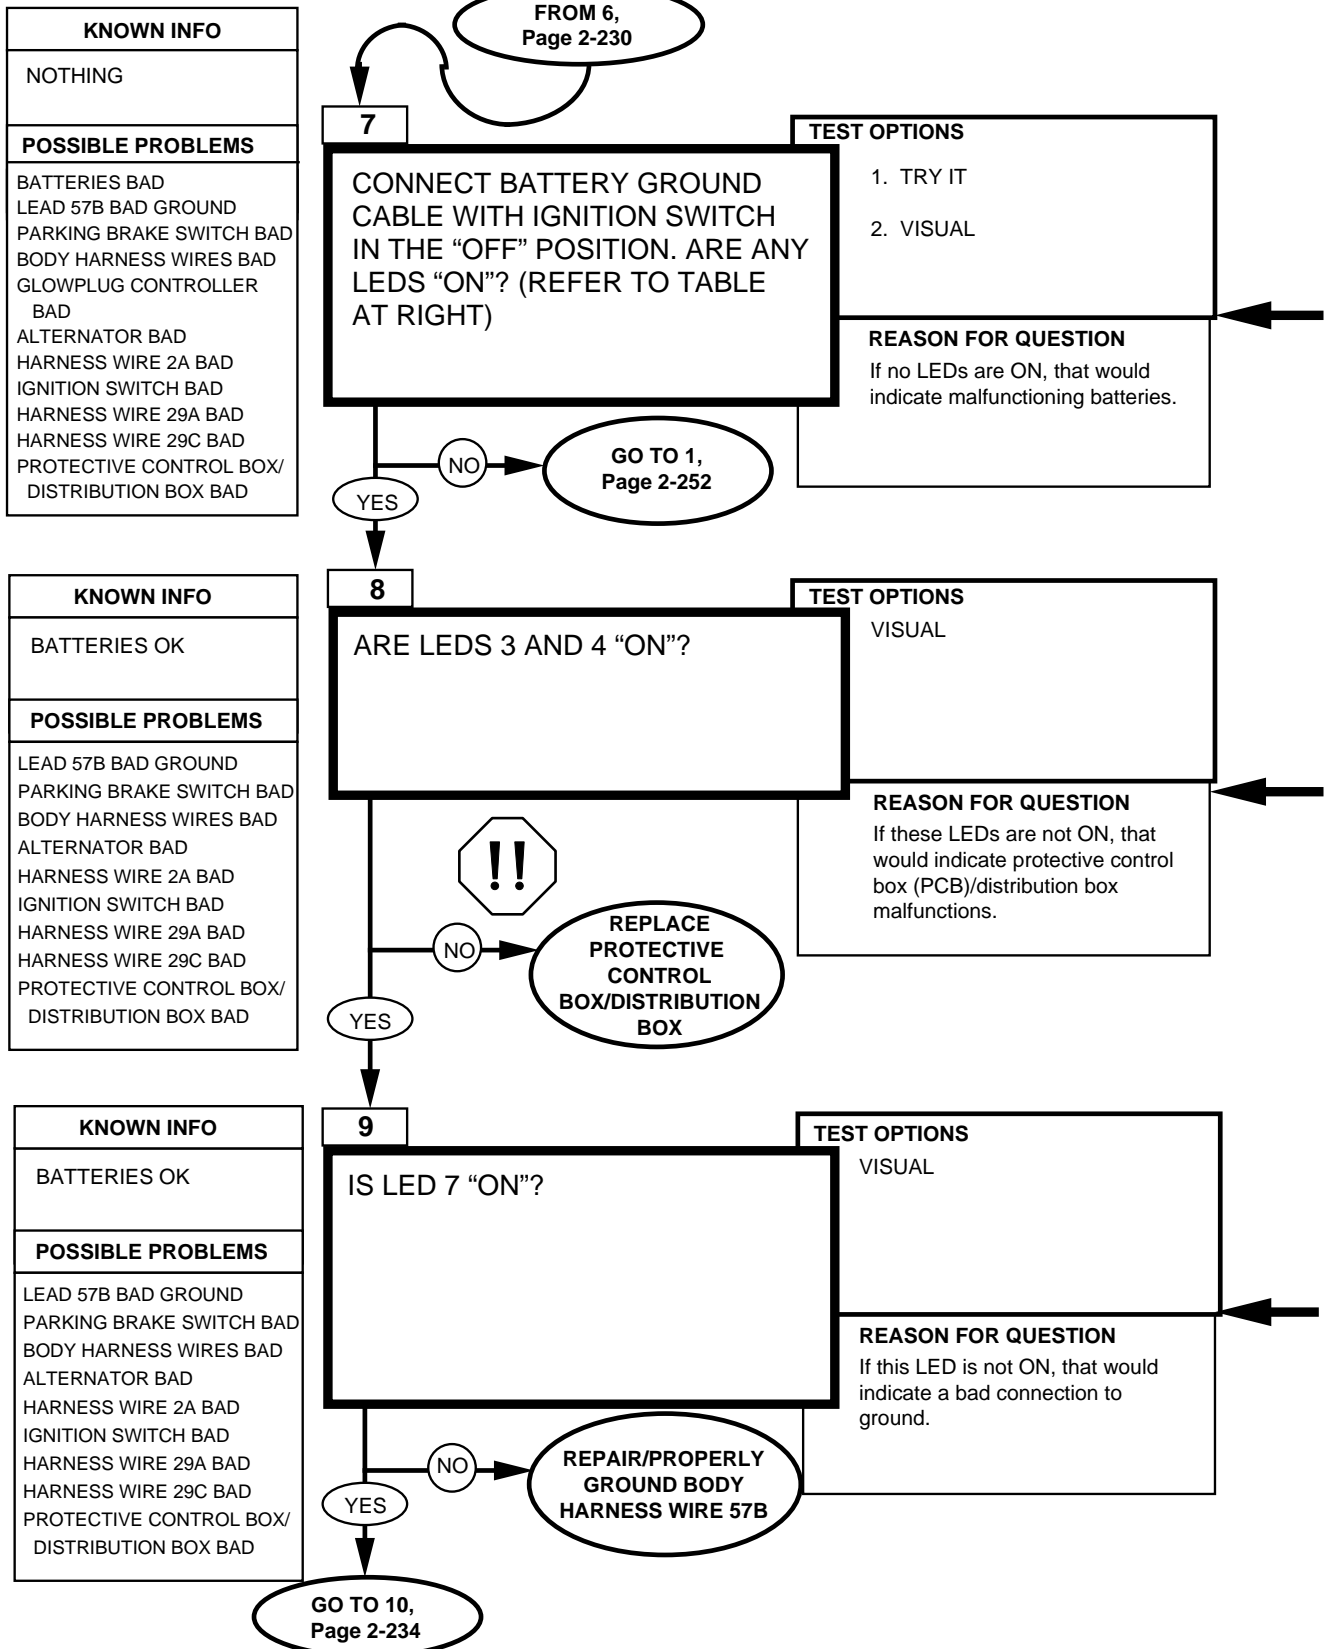 FROM 6,
Page 2-230
KNOWN INFO
NOTHING
POSSIBLE PROBLEMS
BATTERIES BAD
LEAD 57B BAD GROUND
PARKING BRAKE SWITCH BAD
BODY HARNESS WIRES BAD
GLOWPLUG CONTROLLER
BAD
ALTERNATOR BAD
HARNESS WIRE 2A BAD
IGNITION SWITCH BAD
HARNESS WIRE 29A BAD
HARNESS WIRE 29C BAD
PROTECTIVE CONTROL BOX/
DISTRIBUTION BOX BAD
7
CONNECT BATTERY GROUND
CABLE WITH IGNITION SWITCH
IN THE “OFF” POSITION. ARE ANY
LEDS “ON”? (REFER TO TABLE
AT RIGHT)
TEST OPTIONS
1. TRY IT
2. VISUAL
REASON FOR QUESTION
If no LEDs are ON, that would
indicate malfunctioning batteries.
NO
GO TO 1,
Page 2-252
YES
KNOWN INFO
BATTERIES OK
POSSIBLE PROBLEMS
LEAD 57B BAD GROUND
PARKING BRAKE SWITCH BAD
BODY HARNESS WIRES BAD
ALTERNATOR BAD
HARNESS WIRE 2A BAD
IGNITION SWITCH BAD
HARNESS WIRE 29A BAD
HARNESS WIRE 29C BAD
PROTECTIVE CONTROL BOX/
DISTRIBUTION BOX BAD
8
ARE LEDS 3 AND 4 “ON”?
TEST OPTIONS
VISUAL
REASON FOR QUESTION
If these LEDs are not ON, that
would indicate protective control
box (PCB)/distribution box
malfunctions.
!!
NO
REPLACE
PROTECTIVE
CONTROL
BOX/DISTRIBUTION
BOX
YES
KNOWN INFO
BATTERIES OK
POSSIBLE PROBLEMS
LEAD 57B BAD GROUND
PARKING BRAKE SWITCH BAD
BODY HARNESS WIRES BAD
ALTERNATOR BAD
HARNESS WIRE 2A BAD
IGNITION SWITCH BAD
HARNESS WIRE 29A BAD
HARNESS WIRE 29C BAD
PROTECTIVE CONTROL BOX/
DISTRIBUTION BOX BAD
9
IS LED 7 “ON”?
TEST OPTIONS
VISUAL
REASON FOR QUESTION
If this LED is not ON, that would
indicate a bad connection to
ground.
NO
REPAIR/PROPERLY
GROUND BODY
HARNESS WIRE 57B
YES
GO TO 10,
Page 2-234